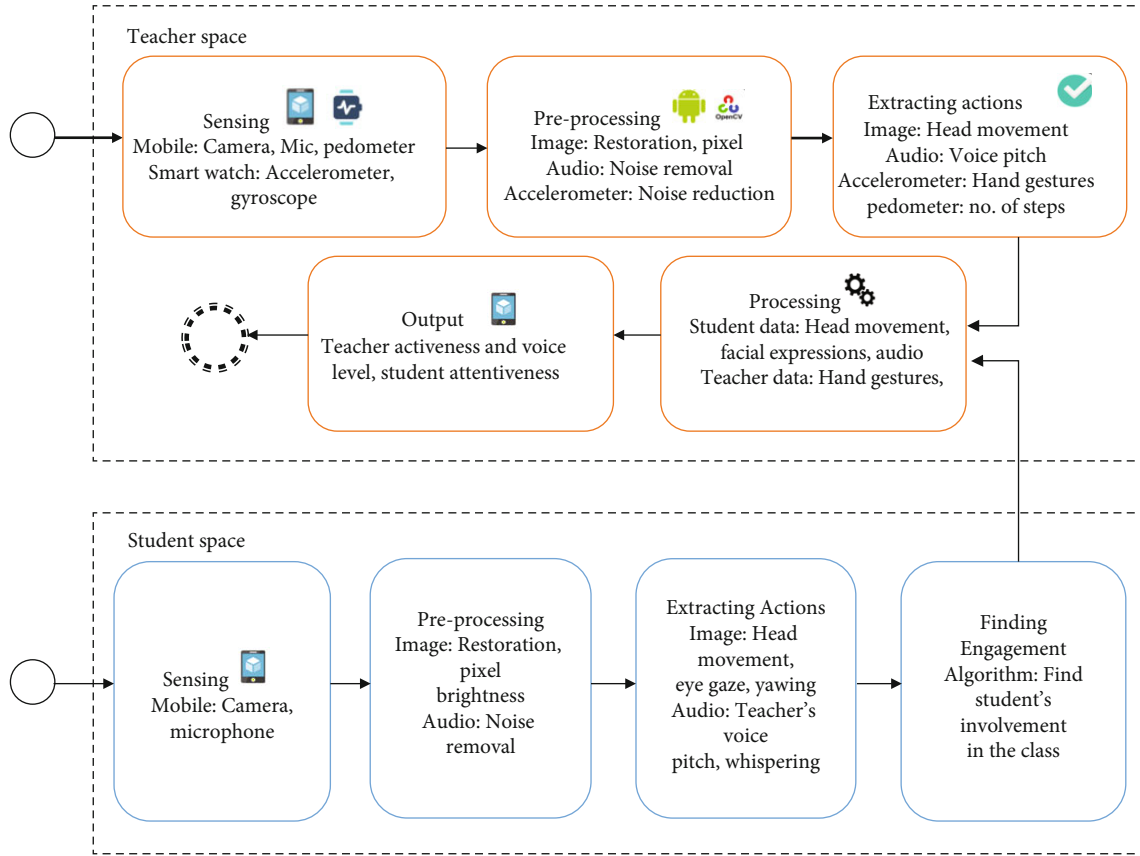 Teacher space
Sensing
Mobile: Camera, Mic, pedometer
Smart watch: Accelerometer,
gyroscope
OpenCV
Pre-processing
Image: Restoration, pixel
Audio: Noise removal
Accelerometer: Noise reduction
Extracting actions
Image: Head movement
Audio: Voice pitch
Accelerometer: Hand gestures
pedometer: no. of steps
Processing
Student data: Head movement,
facial expressions, audio
Teacher data: Hand gestures,
Output
Teacher activeness and voice
level, student attentiveness
Student space
Sensing
Mobile: Camera,
microphone
Pre-processing
Image: Restoration,
pixel
brightness
Audio: Noise
removal
Extracting Actions
Image: Head
movement,
eye gaze, yawing
Audio: Teacher's
voice
pitch, whispering
Finding
Engagement
Algorithm: Find
student's
involvement
in the class